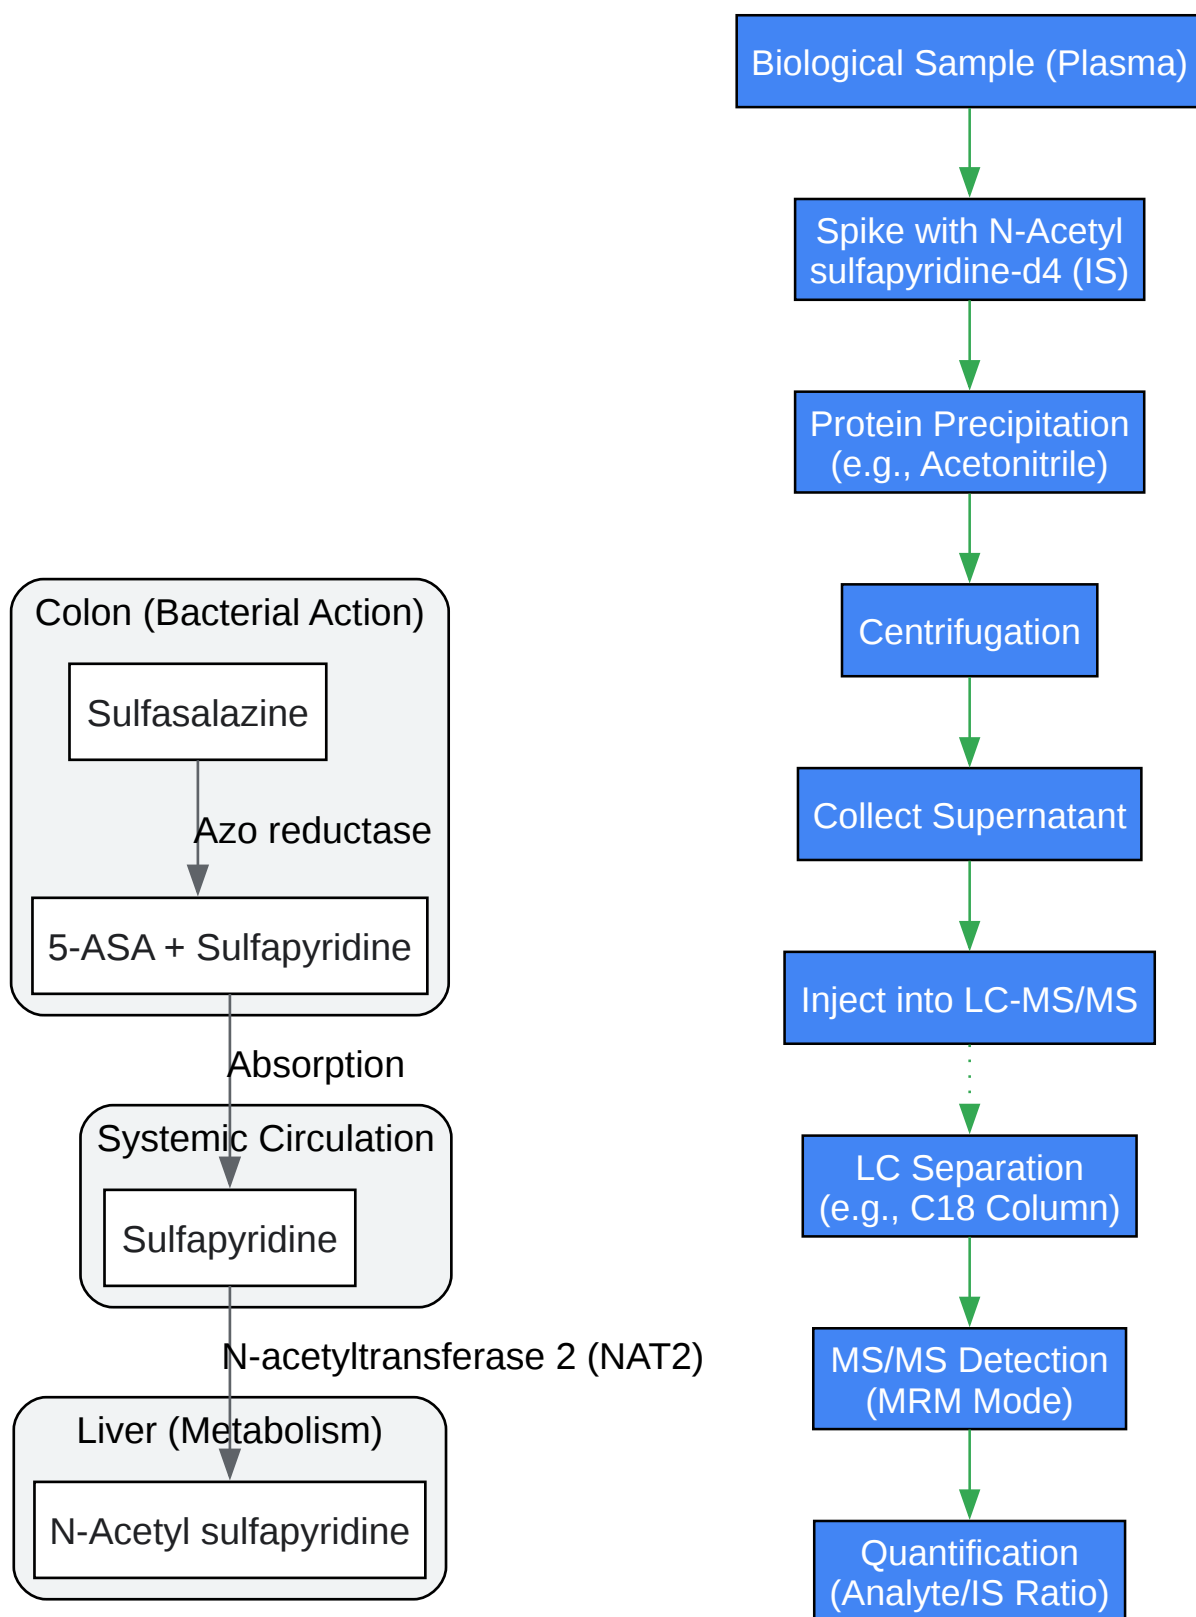 Colon (Bacterial Action)
Sulfasalazine
Azo reductase
5-ASA + Sulfapyridine
Absorption
Systemic Circulation
Sulfapyridine
N-acetyltransferase 2 (NAT2)
Liver (Metabolism)
N-Acetyl sulfapyridine
Biological Sample (Plasma)
Spike with N-Acetyl
sulfapyridine-d4 (IS)
Protein Precipitation
(e.g., Acetonitrile)
Centrifugation
Collect Supernatant
Inject into LC-MS/MS
LC Separation
(e.g., C18 Column)
MS/MS Detection
(MRM Mode)
Quantification
(Analyte/IS Ratio)